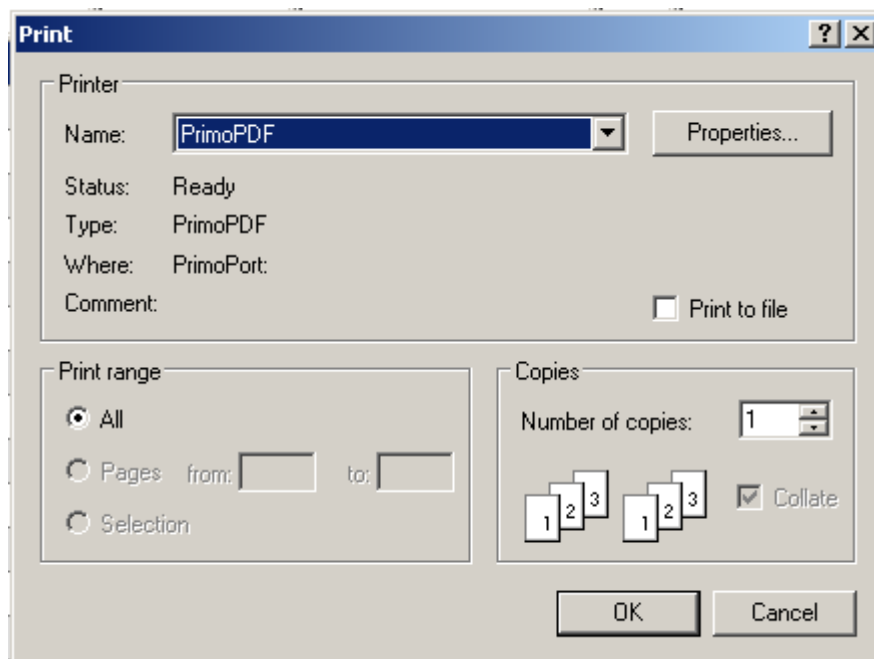 Print
Printer
Name: PrimoPDF Properties...
Status: Ready
Type: PrimoPDF
Where: PrimoPort:
Comment:
Print to file
Print range
All
Pages from: to:
Selection
Copies
Number of copies: 1
1 2 3 1 2 3
Collate
OK Cancel